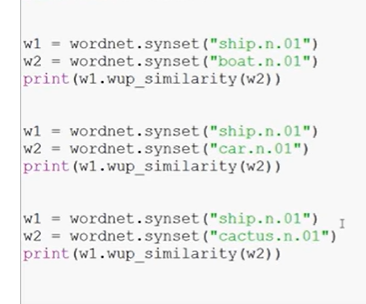 w1 = wordnet.synset("ship.n.01")
w2 = wordnet.synset("boat.n.01")
print(w1.wup_similarity(w2))
w1 = wordnet.synset("ship.n.01")
w2 = wordnet.synset("car.n.01")
print(w1.wup_similarity(w2))
w1 = wordnet.synset("ship.n.01")
w2 = wordnet.synset("cactus.n.01")
print(w1.wup_similarity(w2))